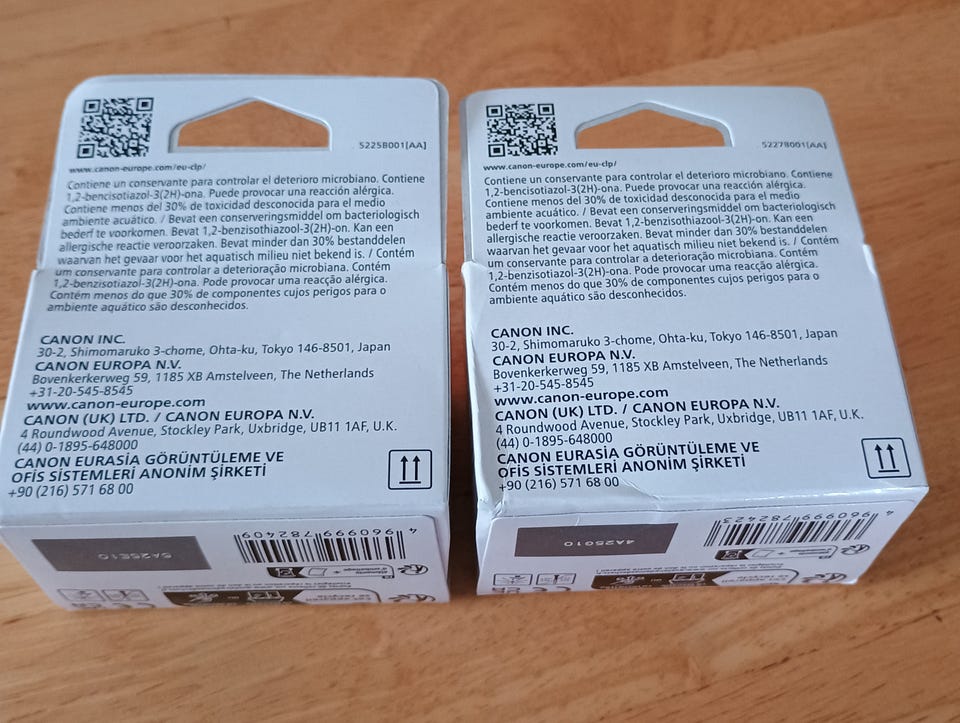 5225B001[AA]
www.canon-europe.com/eu-clp/
Contiene un conservante para controlar el deterioro microbiano. Contiene
1,2-bencisotiazol-3(2H)-ona. Puede provocar una reacción alérgica.
Contiene menos del 30% de toxicidad desconocida para el medio
ambiente acuático. / Bevat een conserveringsmiddel om bacteriologisch
bederf te voorkomen. Bevat 1,2-benzisothiazool-3(2H)-on. Kan een
allergische reactie veroorzaken. Bevat minder dan 30% bestanddelen
waarvan het gevaar voor het aquatisch milieu niet bekend is. / Contém
um conservante para controlar a deterioração microbiana. Contém
1,2-benzisotiazol-3(2H)-ona. Pode provocar uma reacção alérgica.
Contém menos do que 30% de componentes cujos perigos para o
ambiente aquático são desconhecidos.
CANON INC.
30-2, Shimomaruko 3-chome, Ohta-ku, Tokyo 146-8501, Japan
CANON EUROPA N.V.
Bovenkerkerweg 59, 1185 XB Amstelveen, The Netherlands
+31-20-545-8545
www.canon-europe.com
CANON (UK) LTD. / CANON EUROPA N.V.
4 Roundwood Avenue, Stockley Park, Uxbridge, UB11 1AF, U.K.
(44) 0-1895-648000
CANON EURASİA GÖRÜNTÜLEME VE
OFİS SİSTEMLERİ ANONİM ŞİRKETİ
+90 (216) 571 68 00
4 960999 782409
5227B001[AA]
www.canon-europe.com/eu-clp/
Contiene un conservante para controlar el deterioro microbiano. Contiene
1,2-bencisotiazol-3(2H)-ona. Puede provocar una reacción alérgica.
Contiene menos del 30% de toxicidad desconocida para el medio
ambiente acuático. / Bevat een conserveringsmiddel om bacteriologisch
bederf te voorkomen. Bevat 1,2-benzisothiazool-3(2H)-on. Kan een
allergische reactie veroorzaken. Bevat minder dan 30% bestanddelen
waarvan het gevaar voor het aquatisch milieu niet bekend is. / Contém
um conservante para controlar a deterioração microbiana. Contém
1,2-benzisotiazol-3(2H)-ona. Pode provocar uma reacção alérgica.
Contém menos do que 30% de componentes cujos perigos para o
ambiente aquático são desconhecidos.
CANON INC.
30-2, Shimomaruko 3-chome, Ohta-ku, Tokyo 146-8501, Japan
CANON EUROPA N.V.
Bovenkerkerweg 59, 1185 XB Amstelveen, The Netherlands
+31-20-545-8545
www.canon-europe.com
CANON (UK) LTD. / CANON EUROPA N.V.
4 Roundwood Avenue, Stockley Park, Uxbridge, UB11 1AF, U.K.
(44) 0-1895-648000
CANON EURASİA GÖRÜNTÜLEME VE
OFİS SİSTEMLERİ ANONİM ŞİRKETİ
+90 (216) 571 68 00
4 960999 782423
4A25010